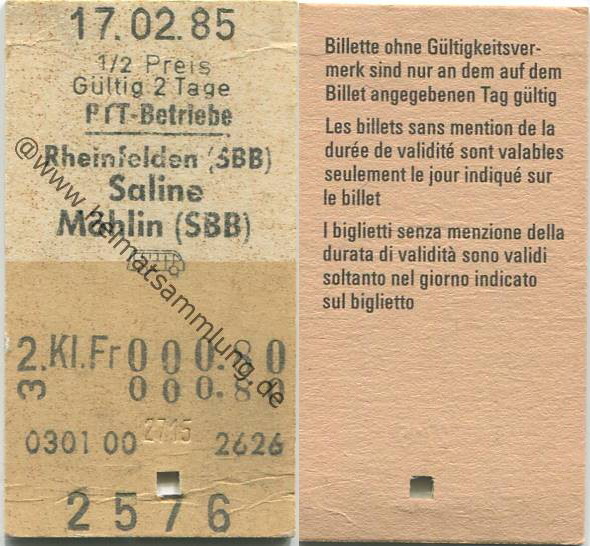 17.02.85
1/2 Preis
Gültig 2 Tage
PTT-Betriebe
Rheinfelden (SBB)
Saline
Möhlin (SBB)
2. Kl. Fr 000.80
3 000.80
2715
0301 00 2626
2576
@www.heimatsammlung.de
Billette ohne Gültigkeitsver-
merk sind nur an dem auf dem
Billet angegebenen Tag gültig
Les billets sans mention de la
durée de validité sont valables
seulement le jour indiqué sur
le billet
I biglietti senza menzione della
durata di validità sono validi
soltanto nel giorno indicato
sul biglietto